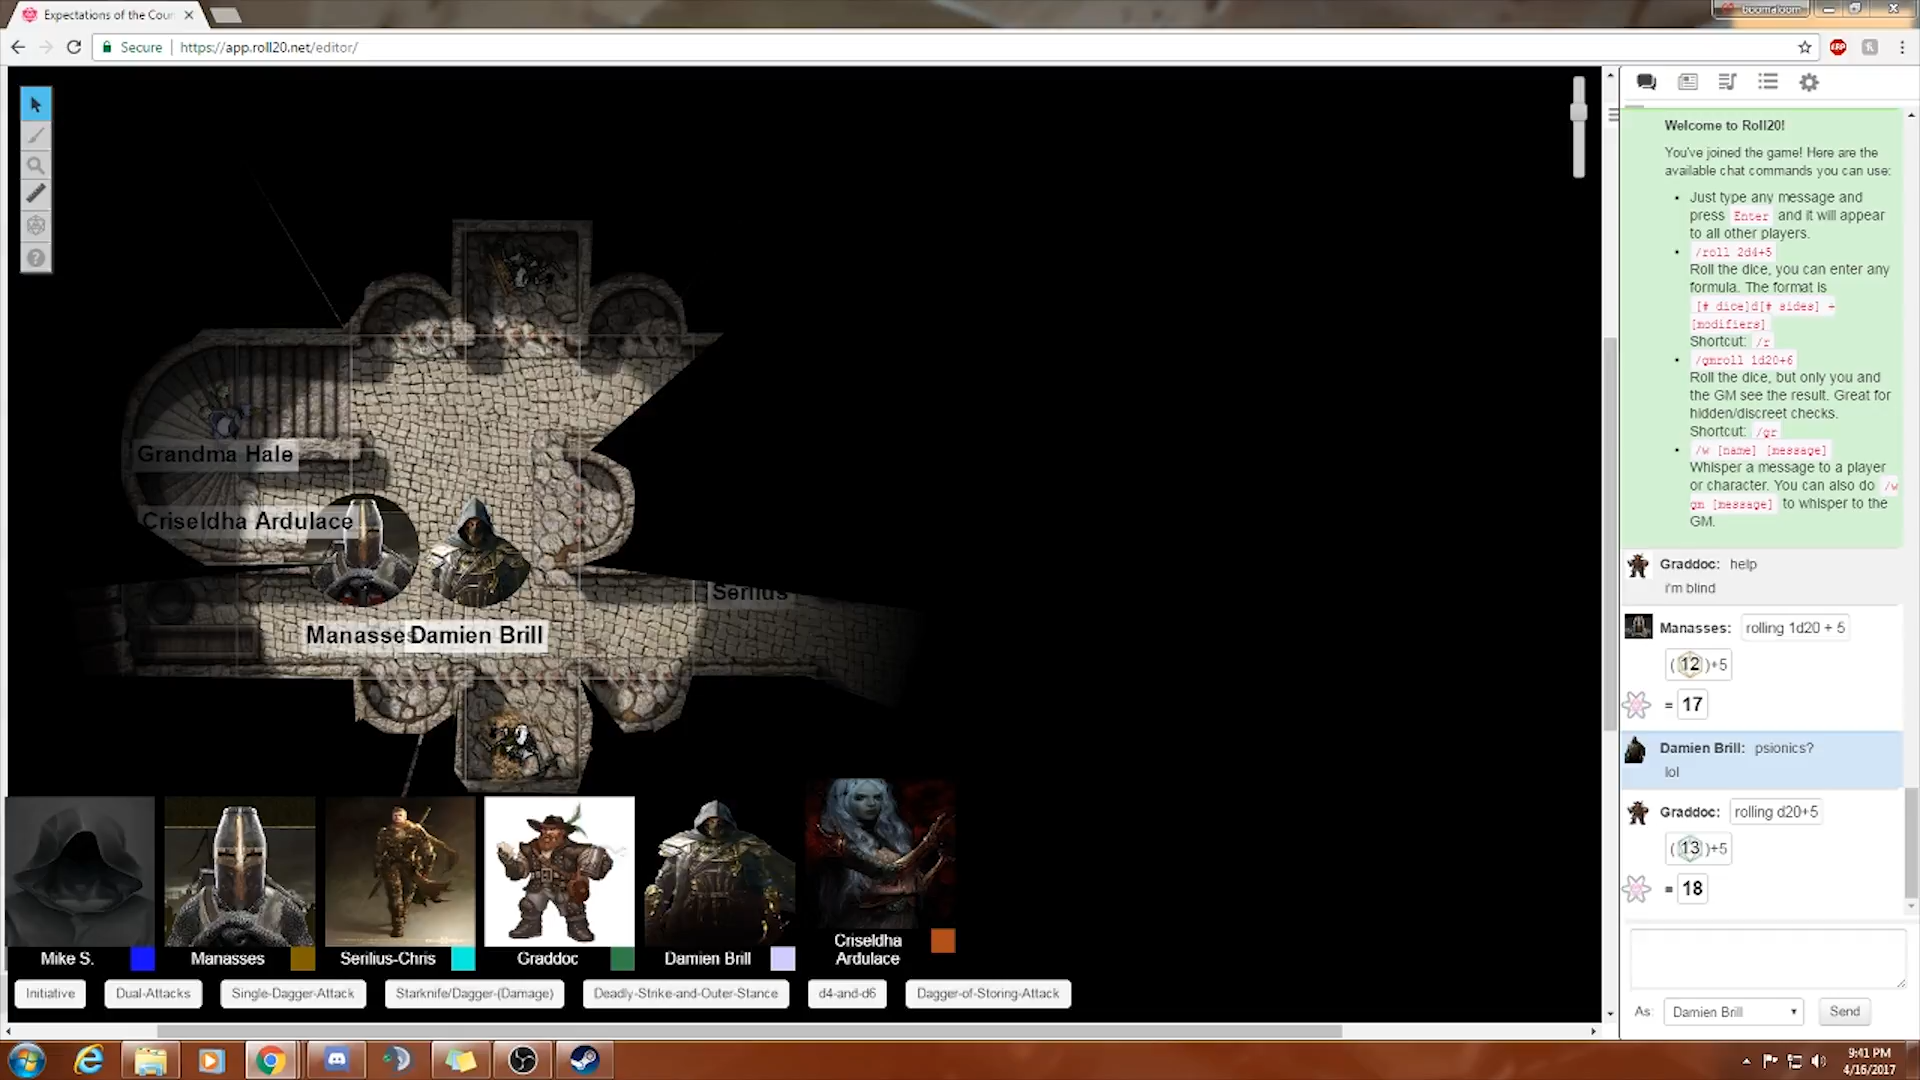 Expectations of the Cour
boomaloom
Secure
https://app.roll20.net/editor/
Grandma Hale
Criseldha Ardulace
Serilius
Manasses
Damien Brill
Mike S.
Manasses
Serilius-Chris
Graddoc
Damien Brill
Criseldha
Ardulace
Initiative
Dual-Attacks
Single-Dagger-Attack
Starknife/Dagger-(Damage)
Deadly-Strike-and-Outer-Stance
d4-and-d6
Dagger-of-Storing-Attack
Welcome to Roll20!
You've joined the game! Here are the
available chat commands you can use:
• Just type any message and
press Enter and it will appear
to all other players.
• /roll 2d4+5
Roll the dice, you can enter any
formula. The format is
[# dice]d[# sides] +
[modifiers]
Shortcut: /r
• /gmroll 1d20+6
Roll the dice, but only you and
the GM see the result. Great for
hidden/discreet checks.
Shortcut: /gr
• /w [name] [message]
Whisper a message to a player
or character. You can also do /w
gm [message] to whisper to the
GM.
Graddoc: help
i'm blind
Manasses: rolling 1d20 + 5
(12)+5
= 17
Damien Brill: psionics?
lol
Graddoc: rolling d20+5
(13)+5
= 18
As: Damien Brill
Send
9:41 PM
4/16/2017